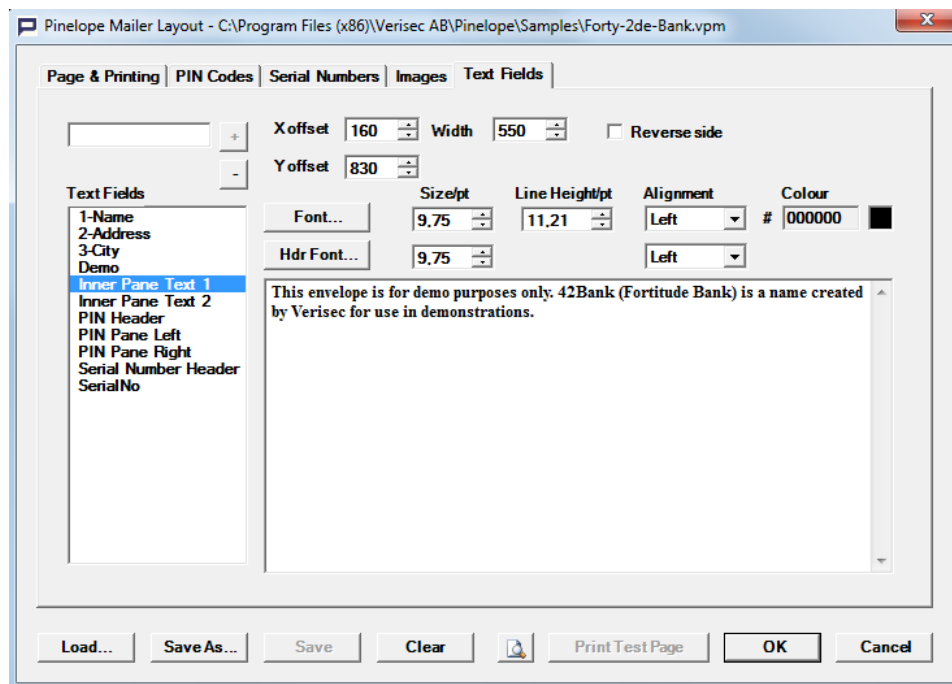 Pinelope Mailer Layout - C:\Program Files (x86)\Verisec AB\Pinelope\Samples\Forty-2de-Bank.vpm
Page & Printing PIN Codes Serial Numbers Images Text Fields
+
X offset 160 Width 550 Reverse side
-
Y offset 830
Text Fields
1-Name
2-Address
3-City
Demo
Inner Pane Text 1
Inner Pane Text 2
PIN Header
PIN Pane Left
PIN Pane Right
Serial Number Header
SerialNo
Size/pt Line Height/pt Alignment Colour
Font... 9,75 11,21 Left # 000000
Hdr Font... 9,75 Left
This envelope is for demo purposes only. 42Bank (Fortitude Bank) is a name created
by Verisec for use in demonstrations.
Load... Save As... Save Clear Print Test Page OK Cancel